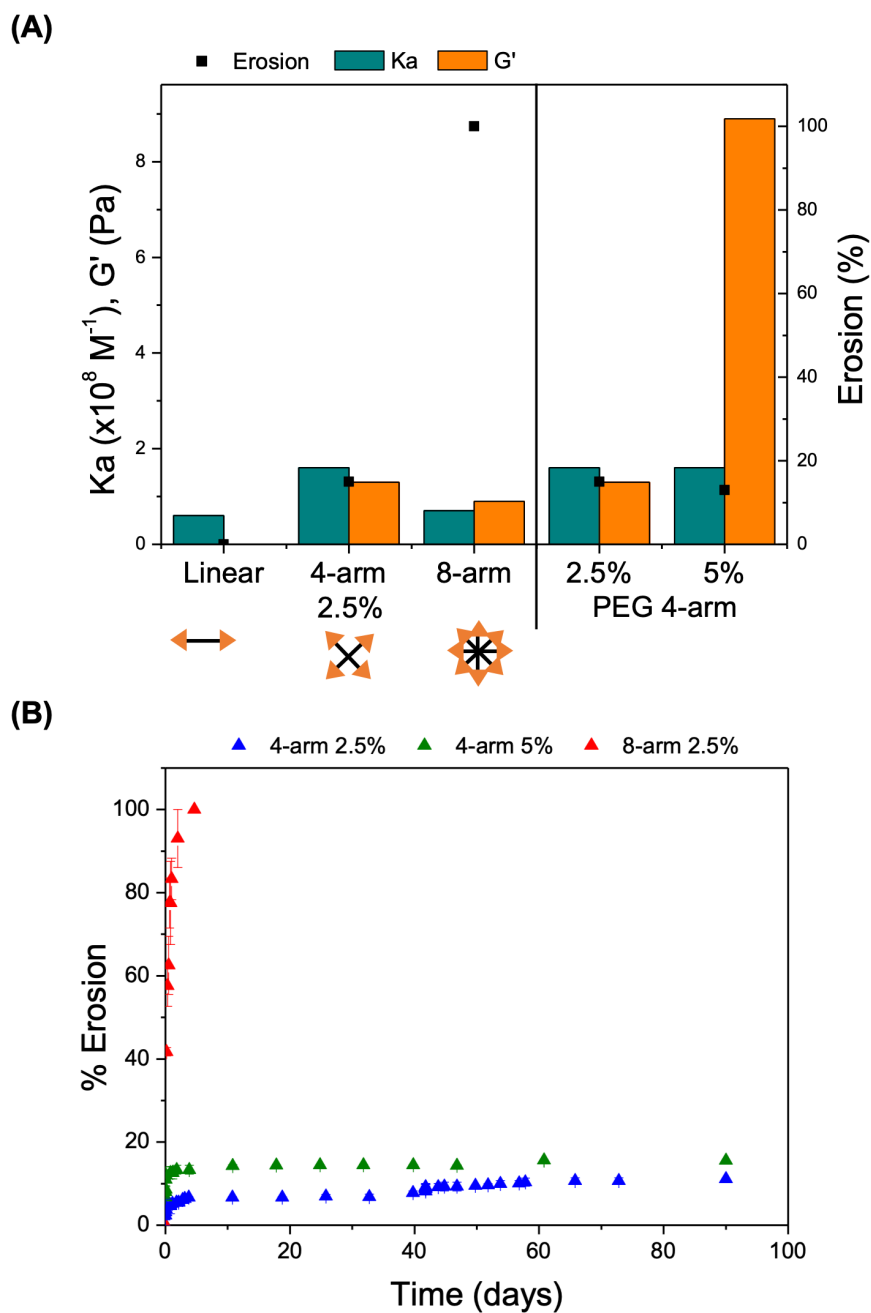 (A)
Erosion Ka G'
Ka (x10⁸ M⁻¹), G' (Pa)
8
6
4
2
0
Erosion (%)
100
80
60
40
20
0
Linear 4-arm 8-arm 2.5% 5%
2.5% PEG 4-arm
(B)
4-arm 2.5% 4-arm 5% 8-arm 2.5%
% Erosion
100
80
60
40
20
0
0 20 40 60 80 100
Time (days)